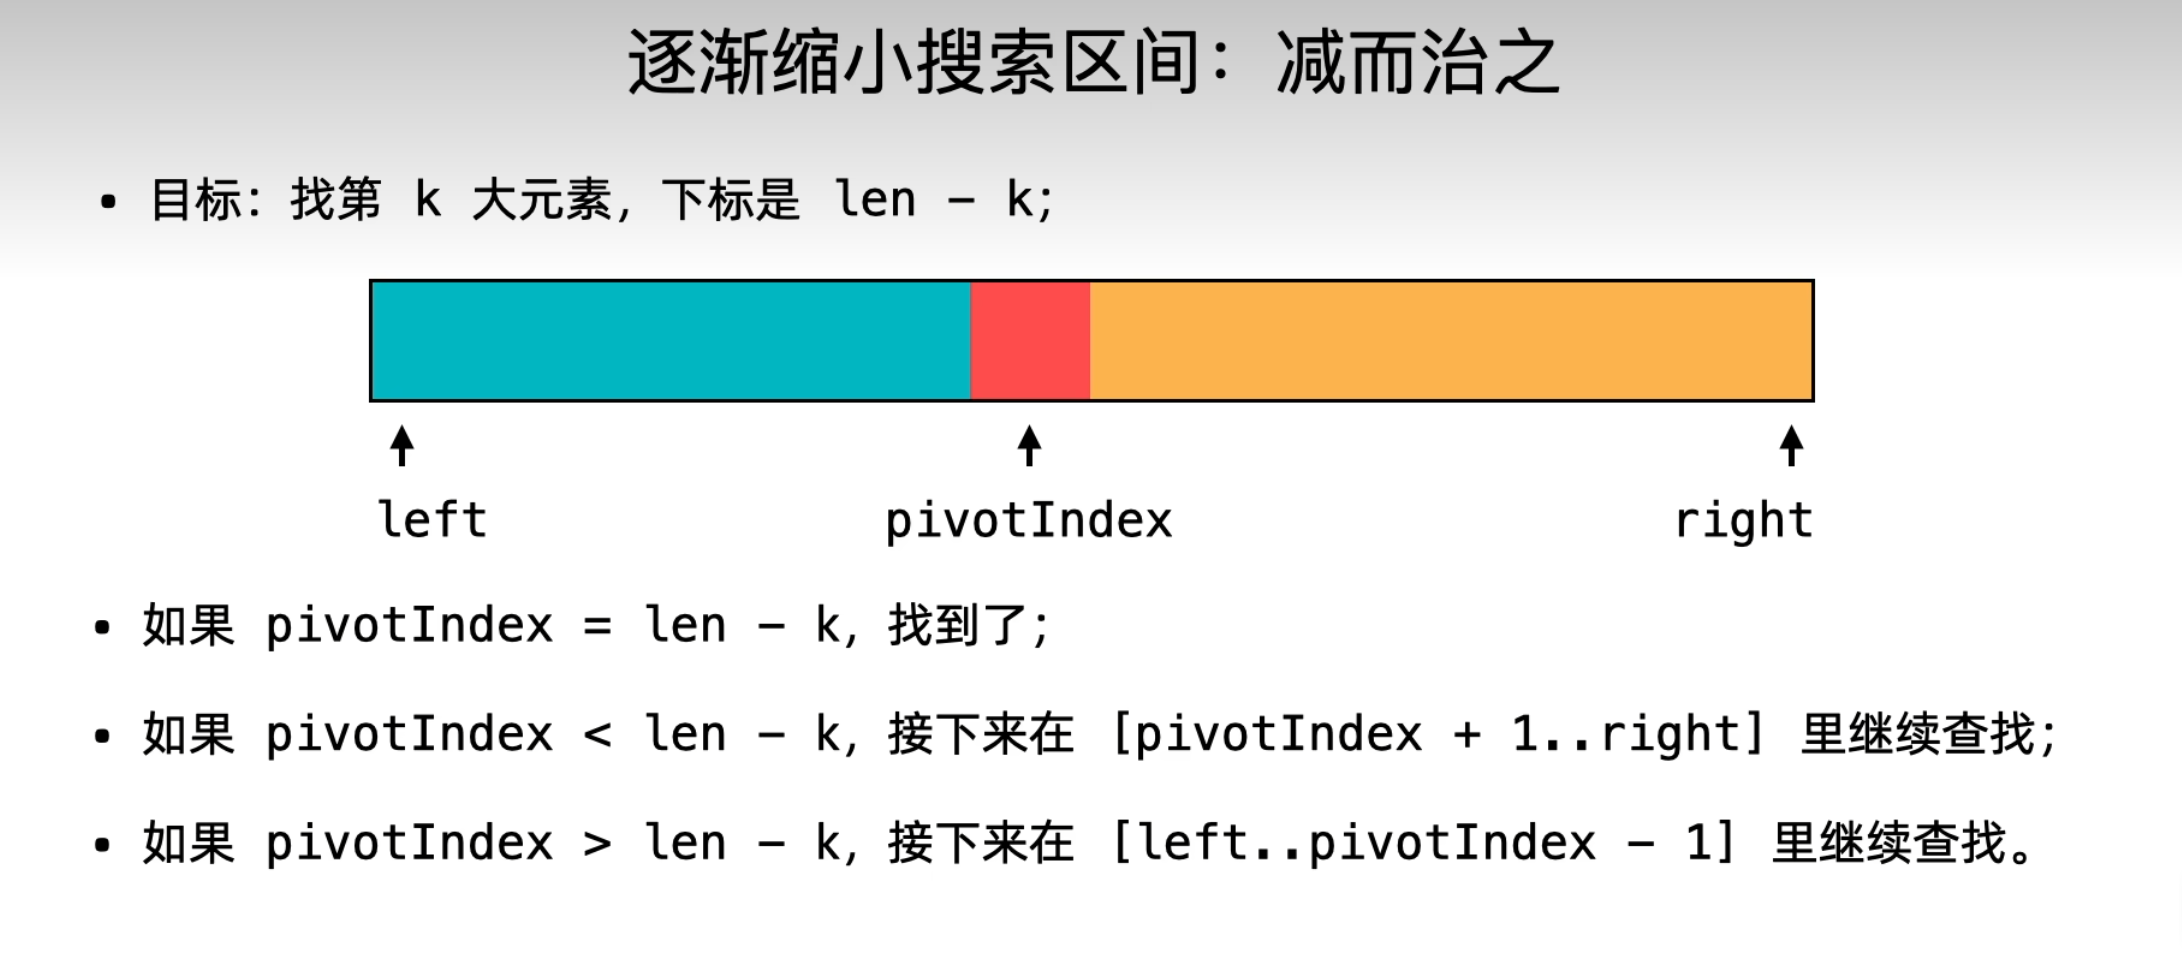 逐渐缩小搜索区间：减而治之
• 目标：找第 k 大元素，下标是 len - k;
left pivotIndex right
• 如果 pivotIndex = len - k，找到了；
• 如果 pivotIndex < len - k，接下来在 [pivotIndex + 1..right] 里继续查找；
• 如果 pivotIndex > len - k，接下来在 [left..pivotIndex - 1] 里继续查找。